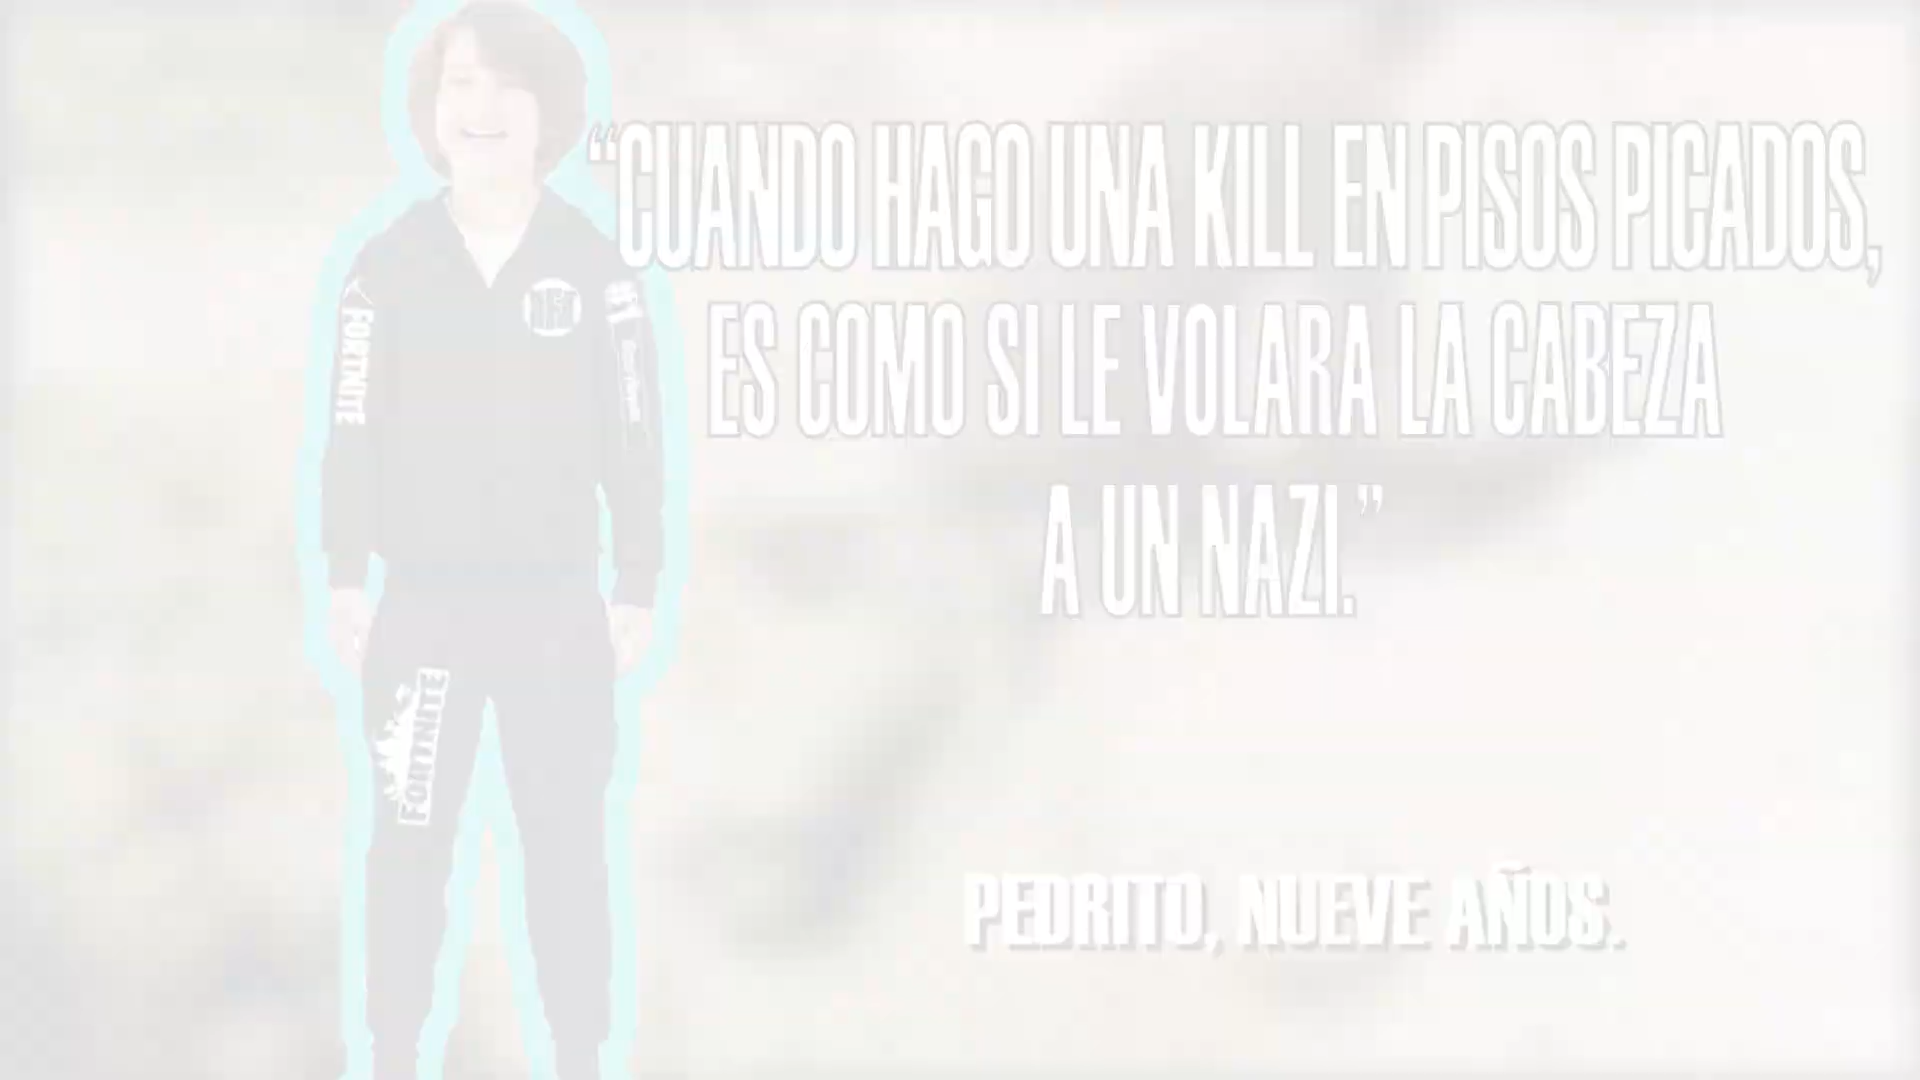 “CUANDO HAGO UNA KILL EN PISOS PICADOS,
ES COMO SI LE VOLARA LA CABEZA
A UN NAZI.”
PEDRITO, NUEVE AÑOS.
FORTNITE
FORTNITE